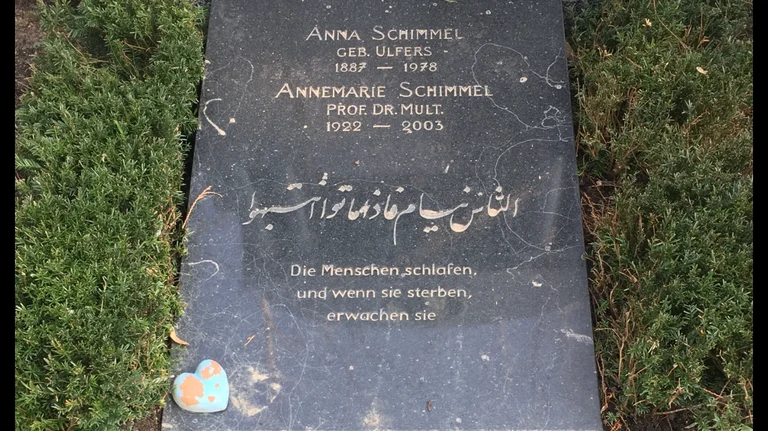 ANNA SCHIMMEL
GEB. ULFERS
1887 — 1978
ANNEMARIE SCHIMMEL
PROF. DR. MULT.
1922 — 2003
الناس نیام فاذا ماتوا انتبهوا
Die Menschen schlafen,
und wenn sie sterben,
erwachen sie